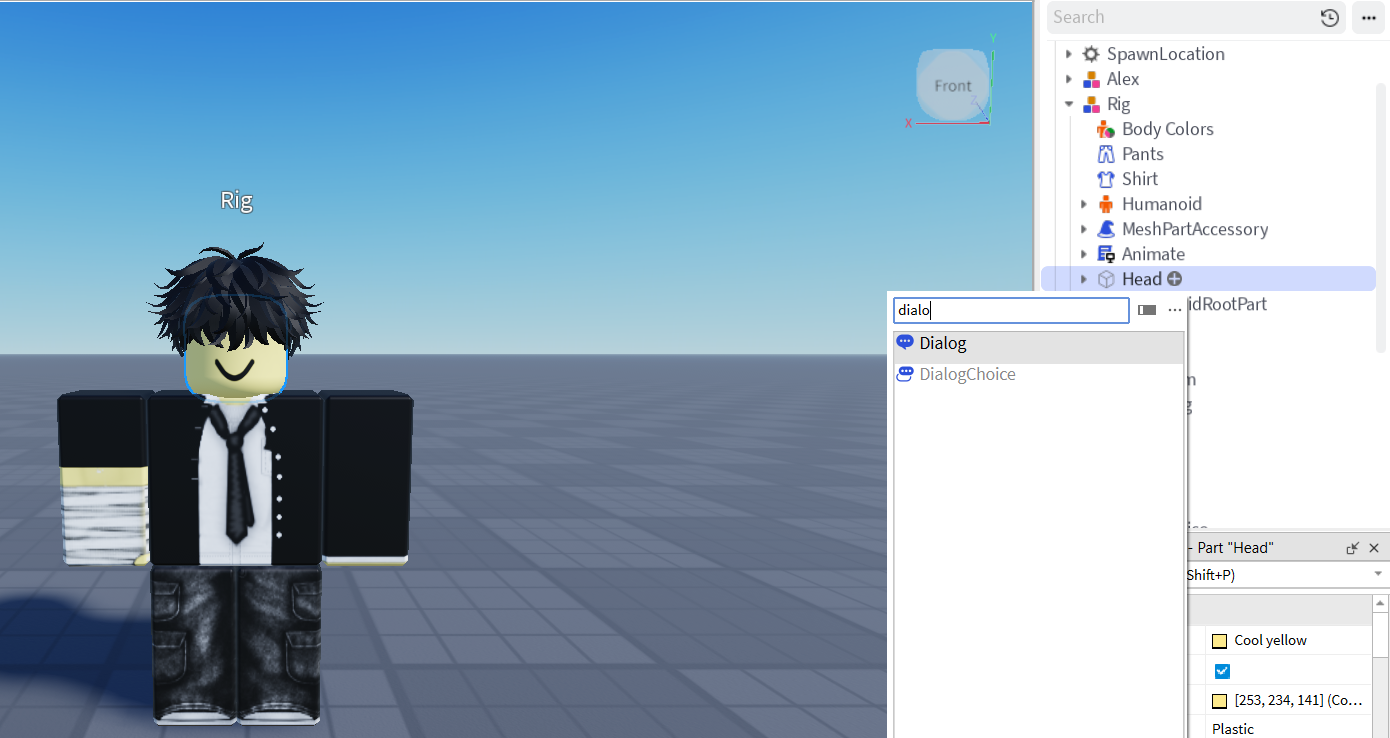 Search
SpawnLocation
Alex
Rig
Body Colors
Pants
Shirt
Humanoid
MeshPartAccessory
Animate
Head
idRootPart
Y
Front
Z
X
Rig
dialo
Dialog
DialogChoice
- Part "Head"
Shift+P)
Cool yellow
[253, 234, 141] (Co...
Plastic